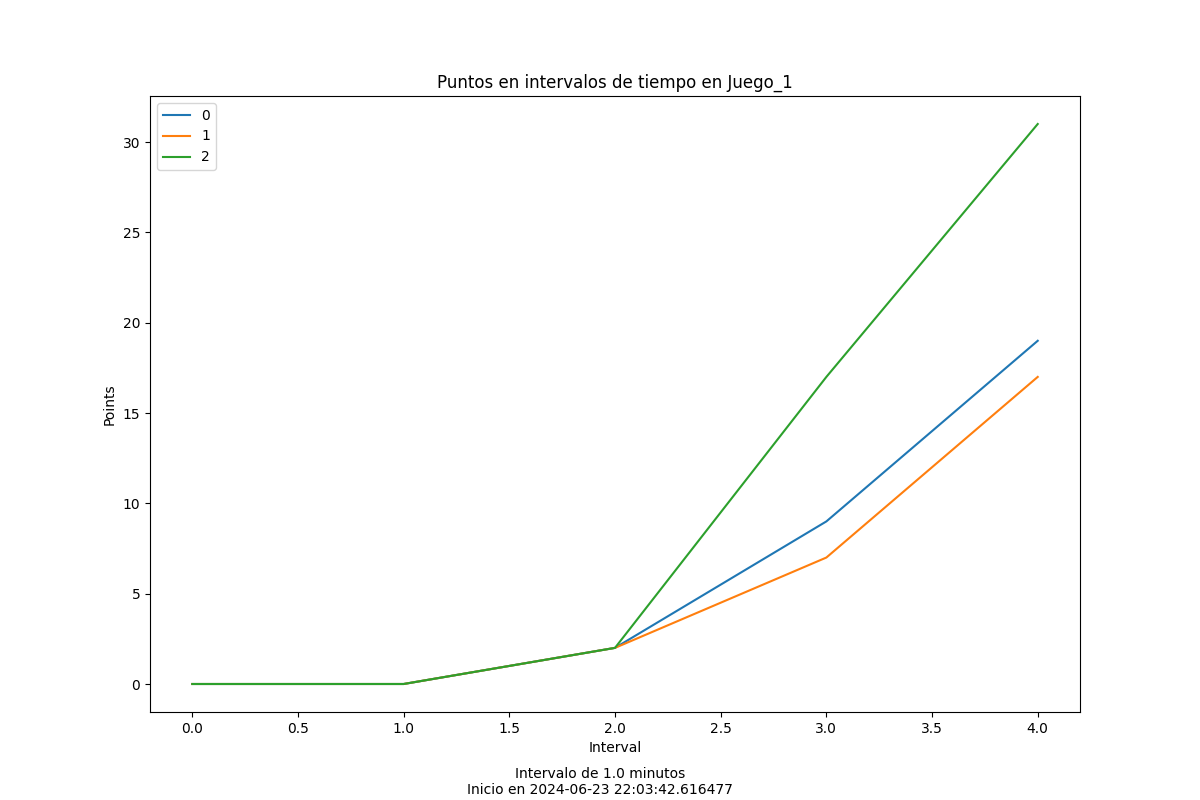 Puntos en intervalos de tiempo en Juego_1
0
1
2
30
25
20
15
10
5
0
Points
0.0 0.5 1.0 1.5 2.0 2.5 3.0 3.5 4.0
Interval
Intervalo de 1.0 minutos
Inicio en 2024-06-23 22:03:42.616477